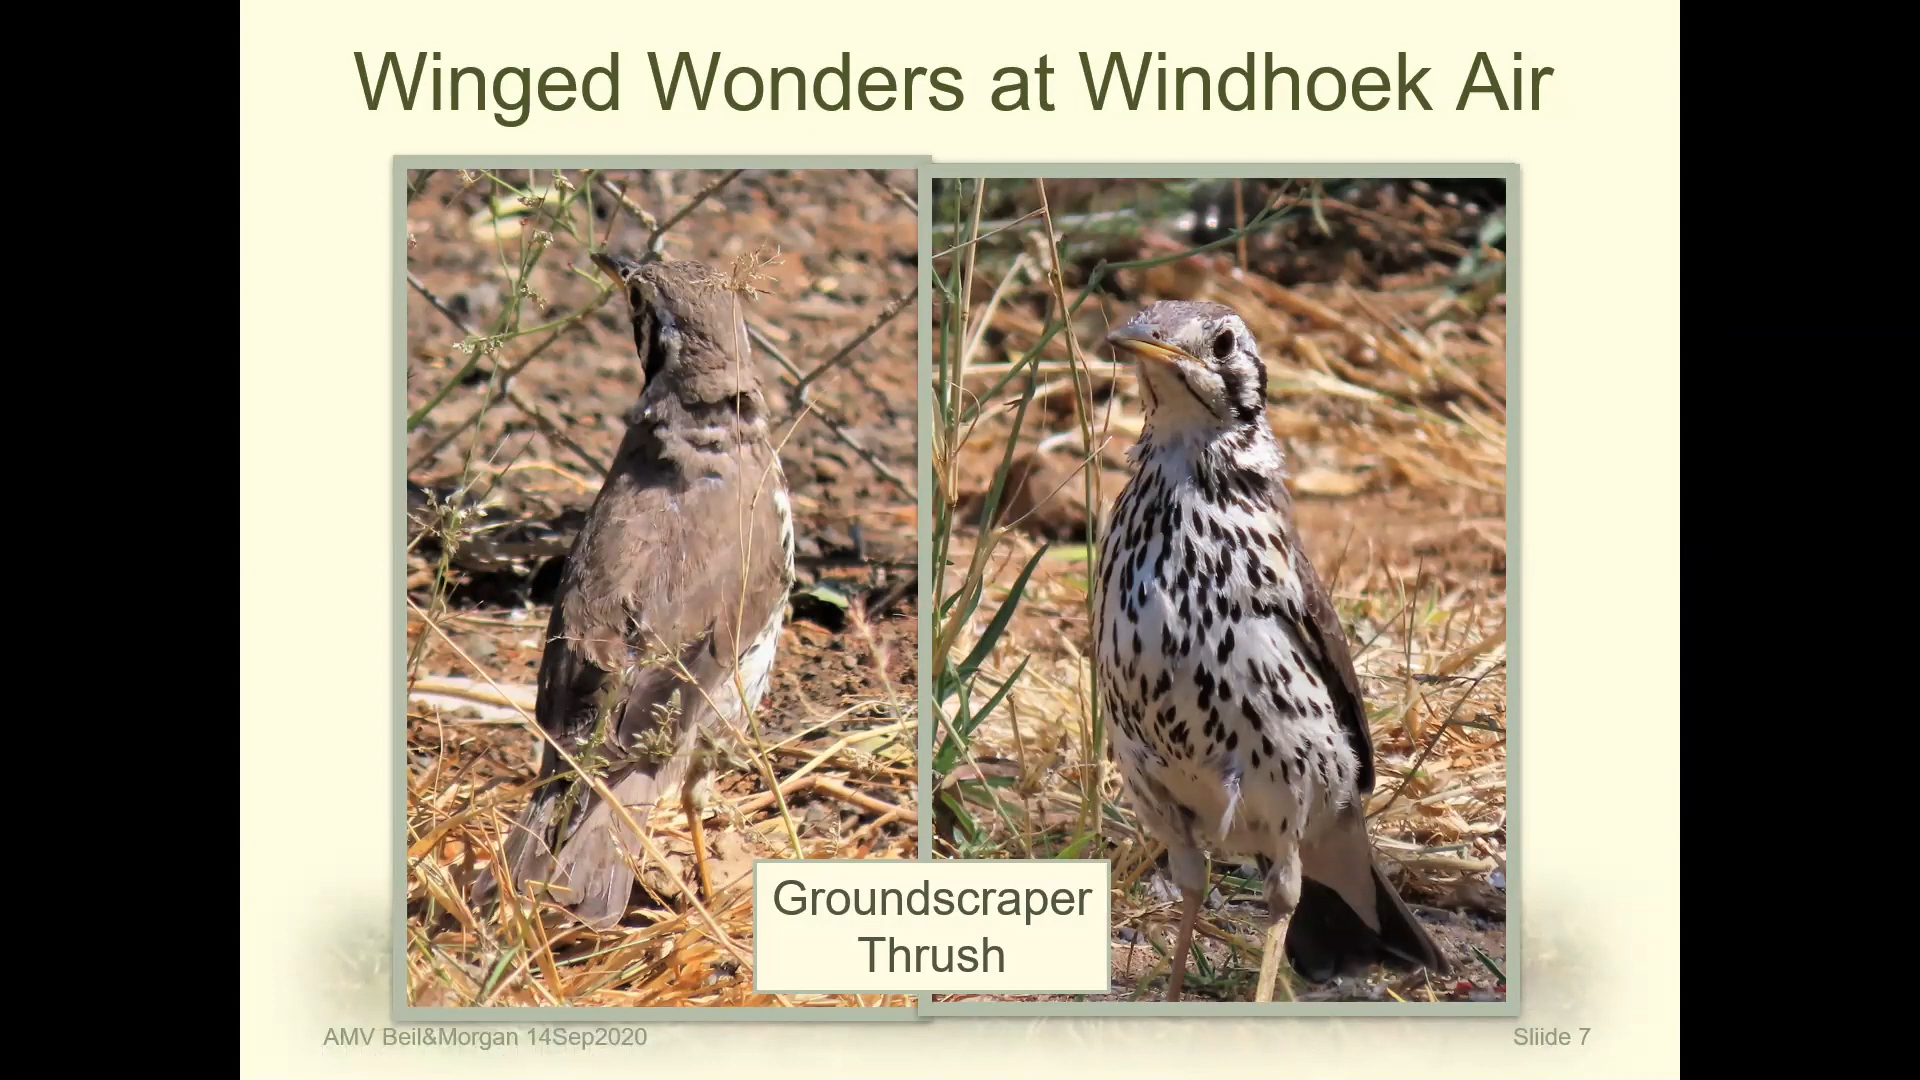 Winged Wonders at Windhoek Air
Groundscraper
Thrush
AMV Beil&Morgan 14Sep2020
Sliide 7